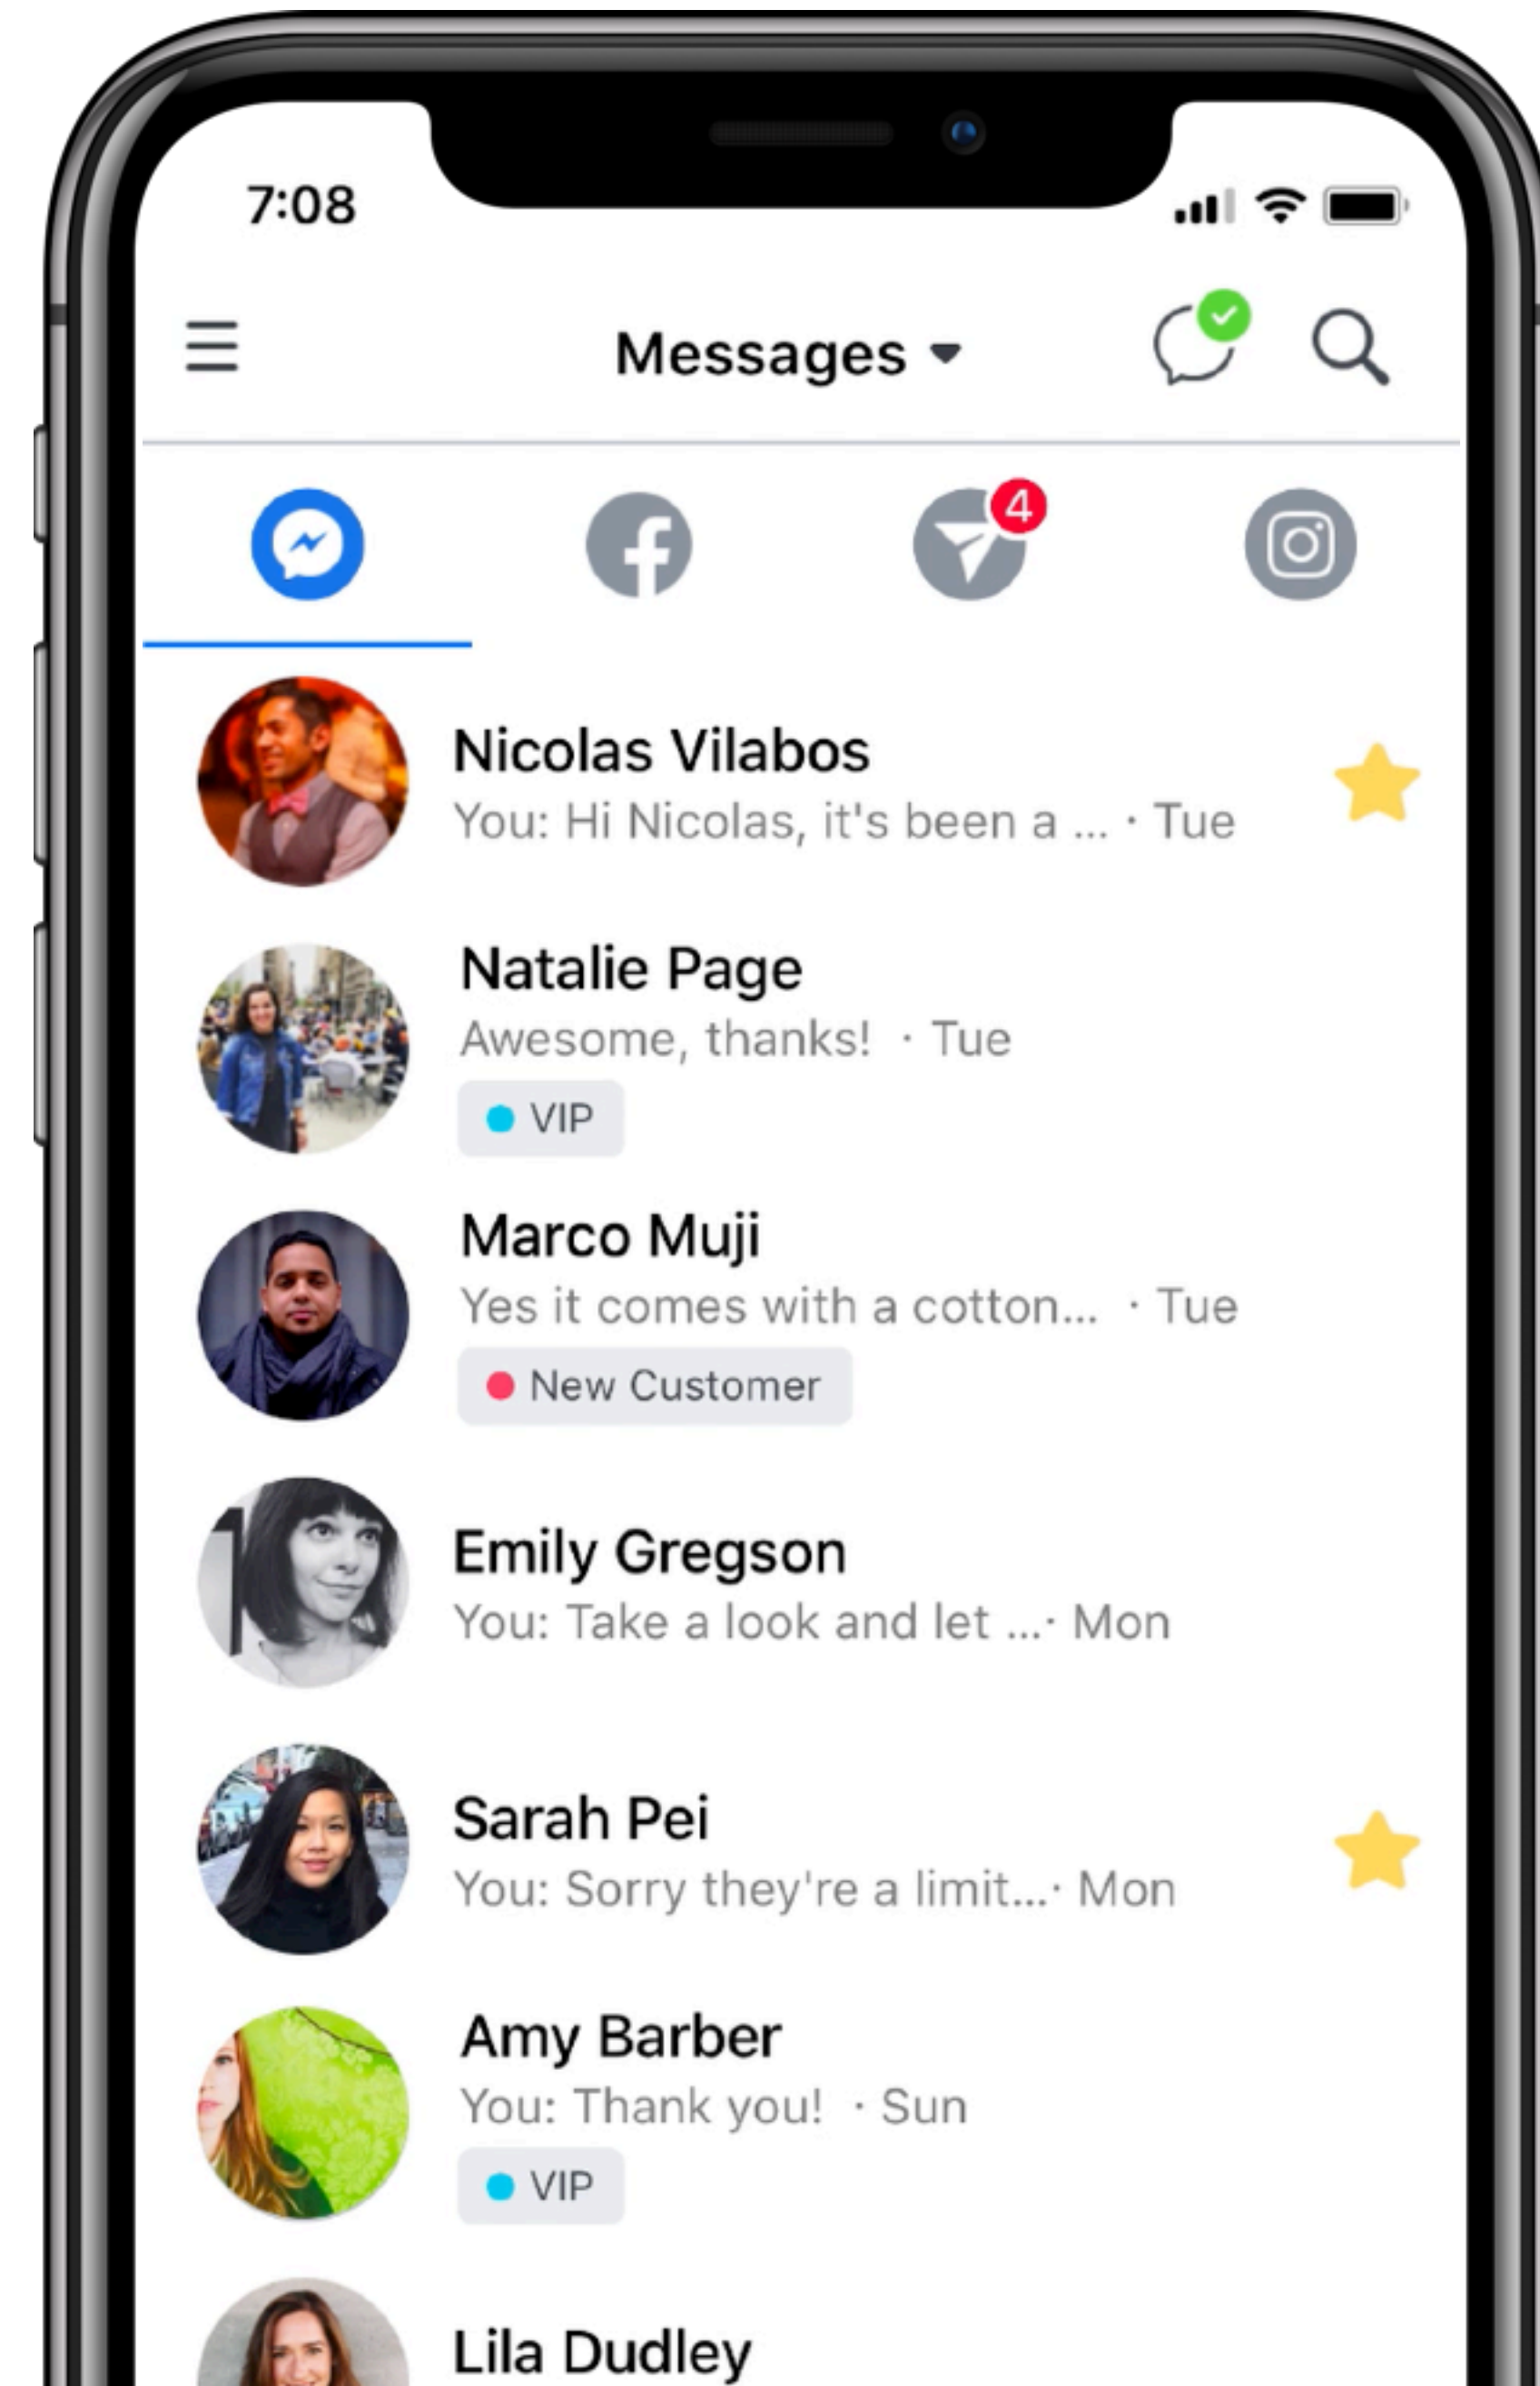 7:08
Messages
4
Nicolas Vilabos
You: Hi Nicolas, it's been a ... · Tue
Natalie Page
Awesome, thanks! · Tue
VIP
Marco Muji
Yes it comes with a cotton... · Tue
New Customer
Emily Gregson
You: Take a look and let ...· Mon
Sarah Pei
You: Sorry they're a limit...· Mon
Amy Barber
You: Thank you! · Sun
VIP
Lila Dudley